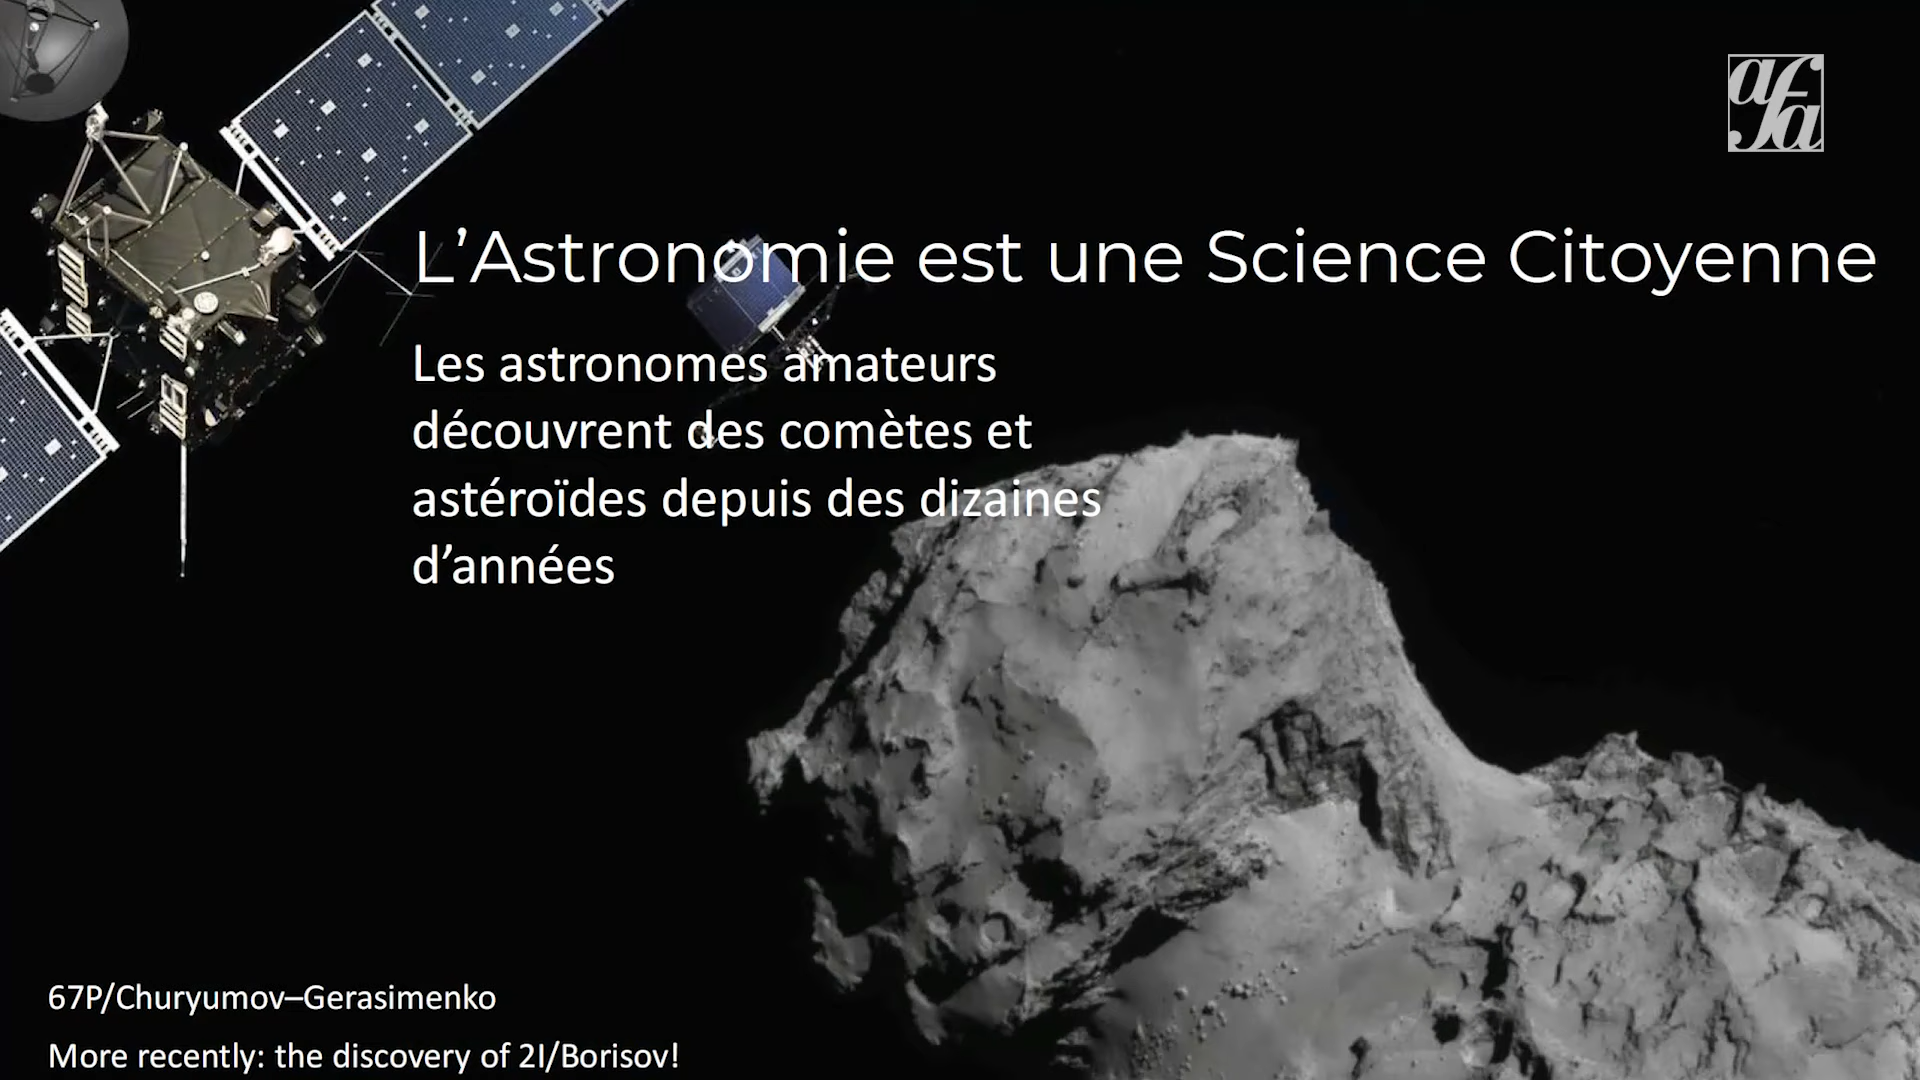 afa
L’Astronomie est une Science Citoyenne
Les astronomes amateurs
découvrent des comètes et
astéroïdes depuis des dizaines
d’années
67P/Churyumov–Gerasimenko
More recently: the discovery of 2I/Borisov!